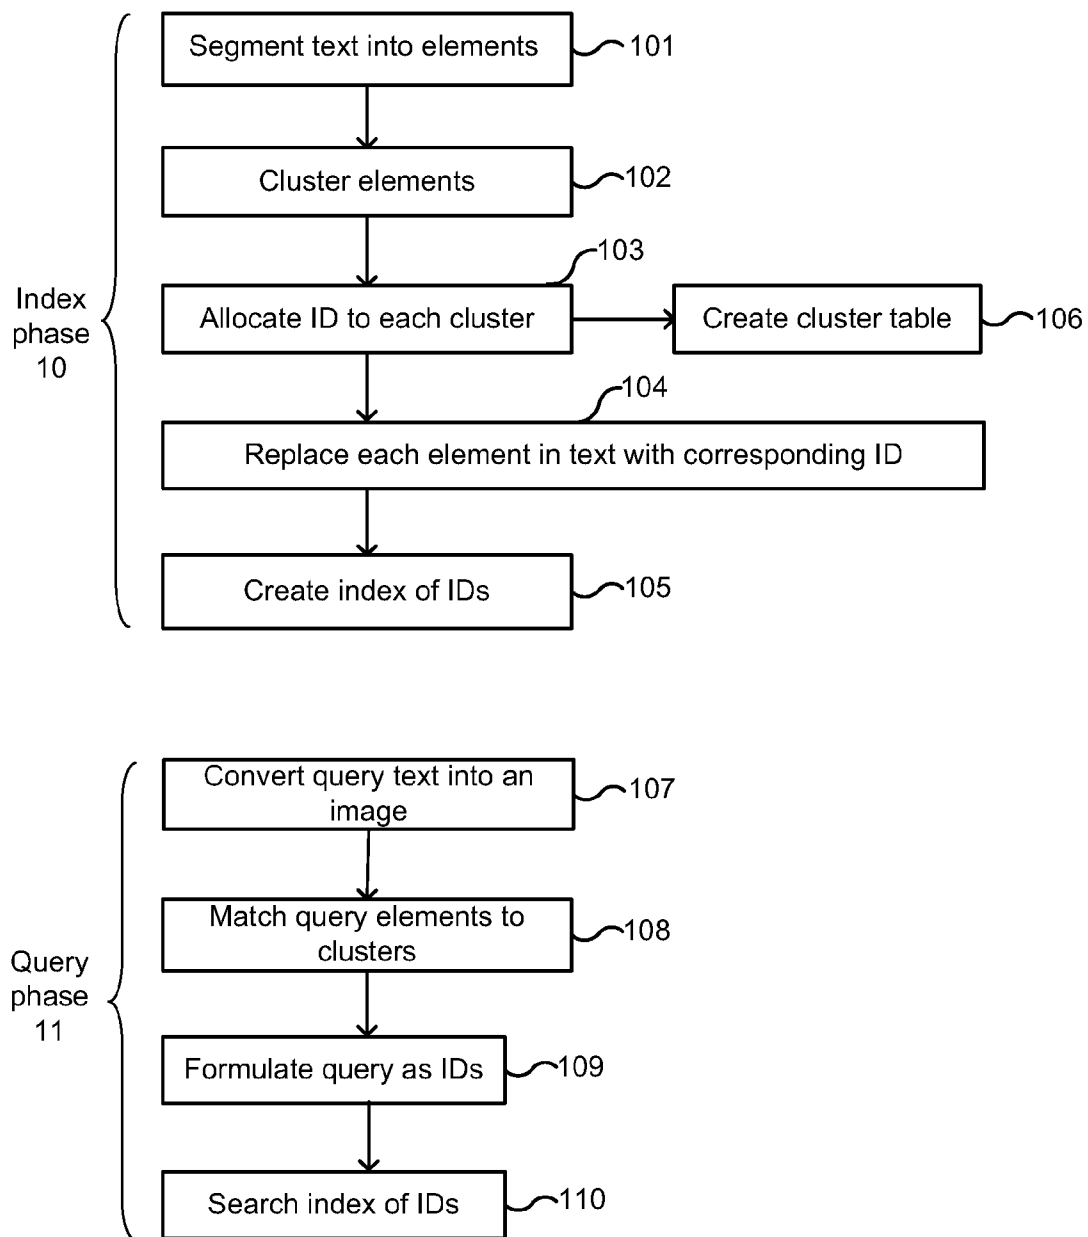 Segment text into elements
101
Cluster elements
102
103
Allocate ID to each cluster
Create cluster table
106
Index
phase
10
104
Replace each element in text with corresponding ID
Create index of IDs
105
Convert query text into an
image
107
Match query elements to
clusters
108
Query
phase
11
Formulate query as IDs
109
Search index of IDs
110